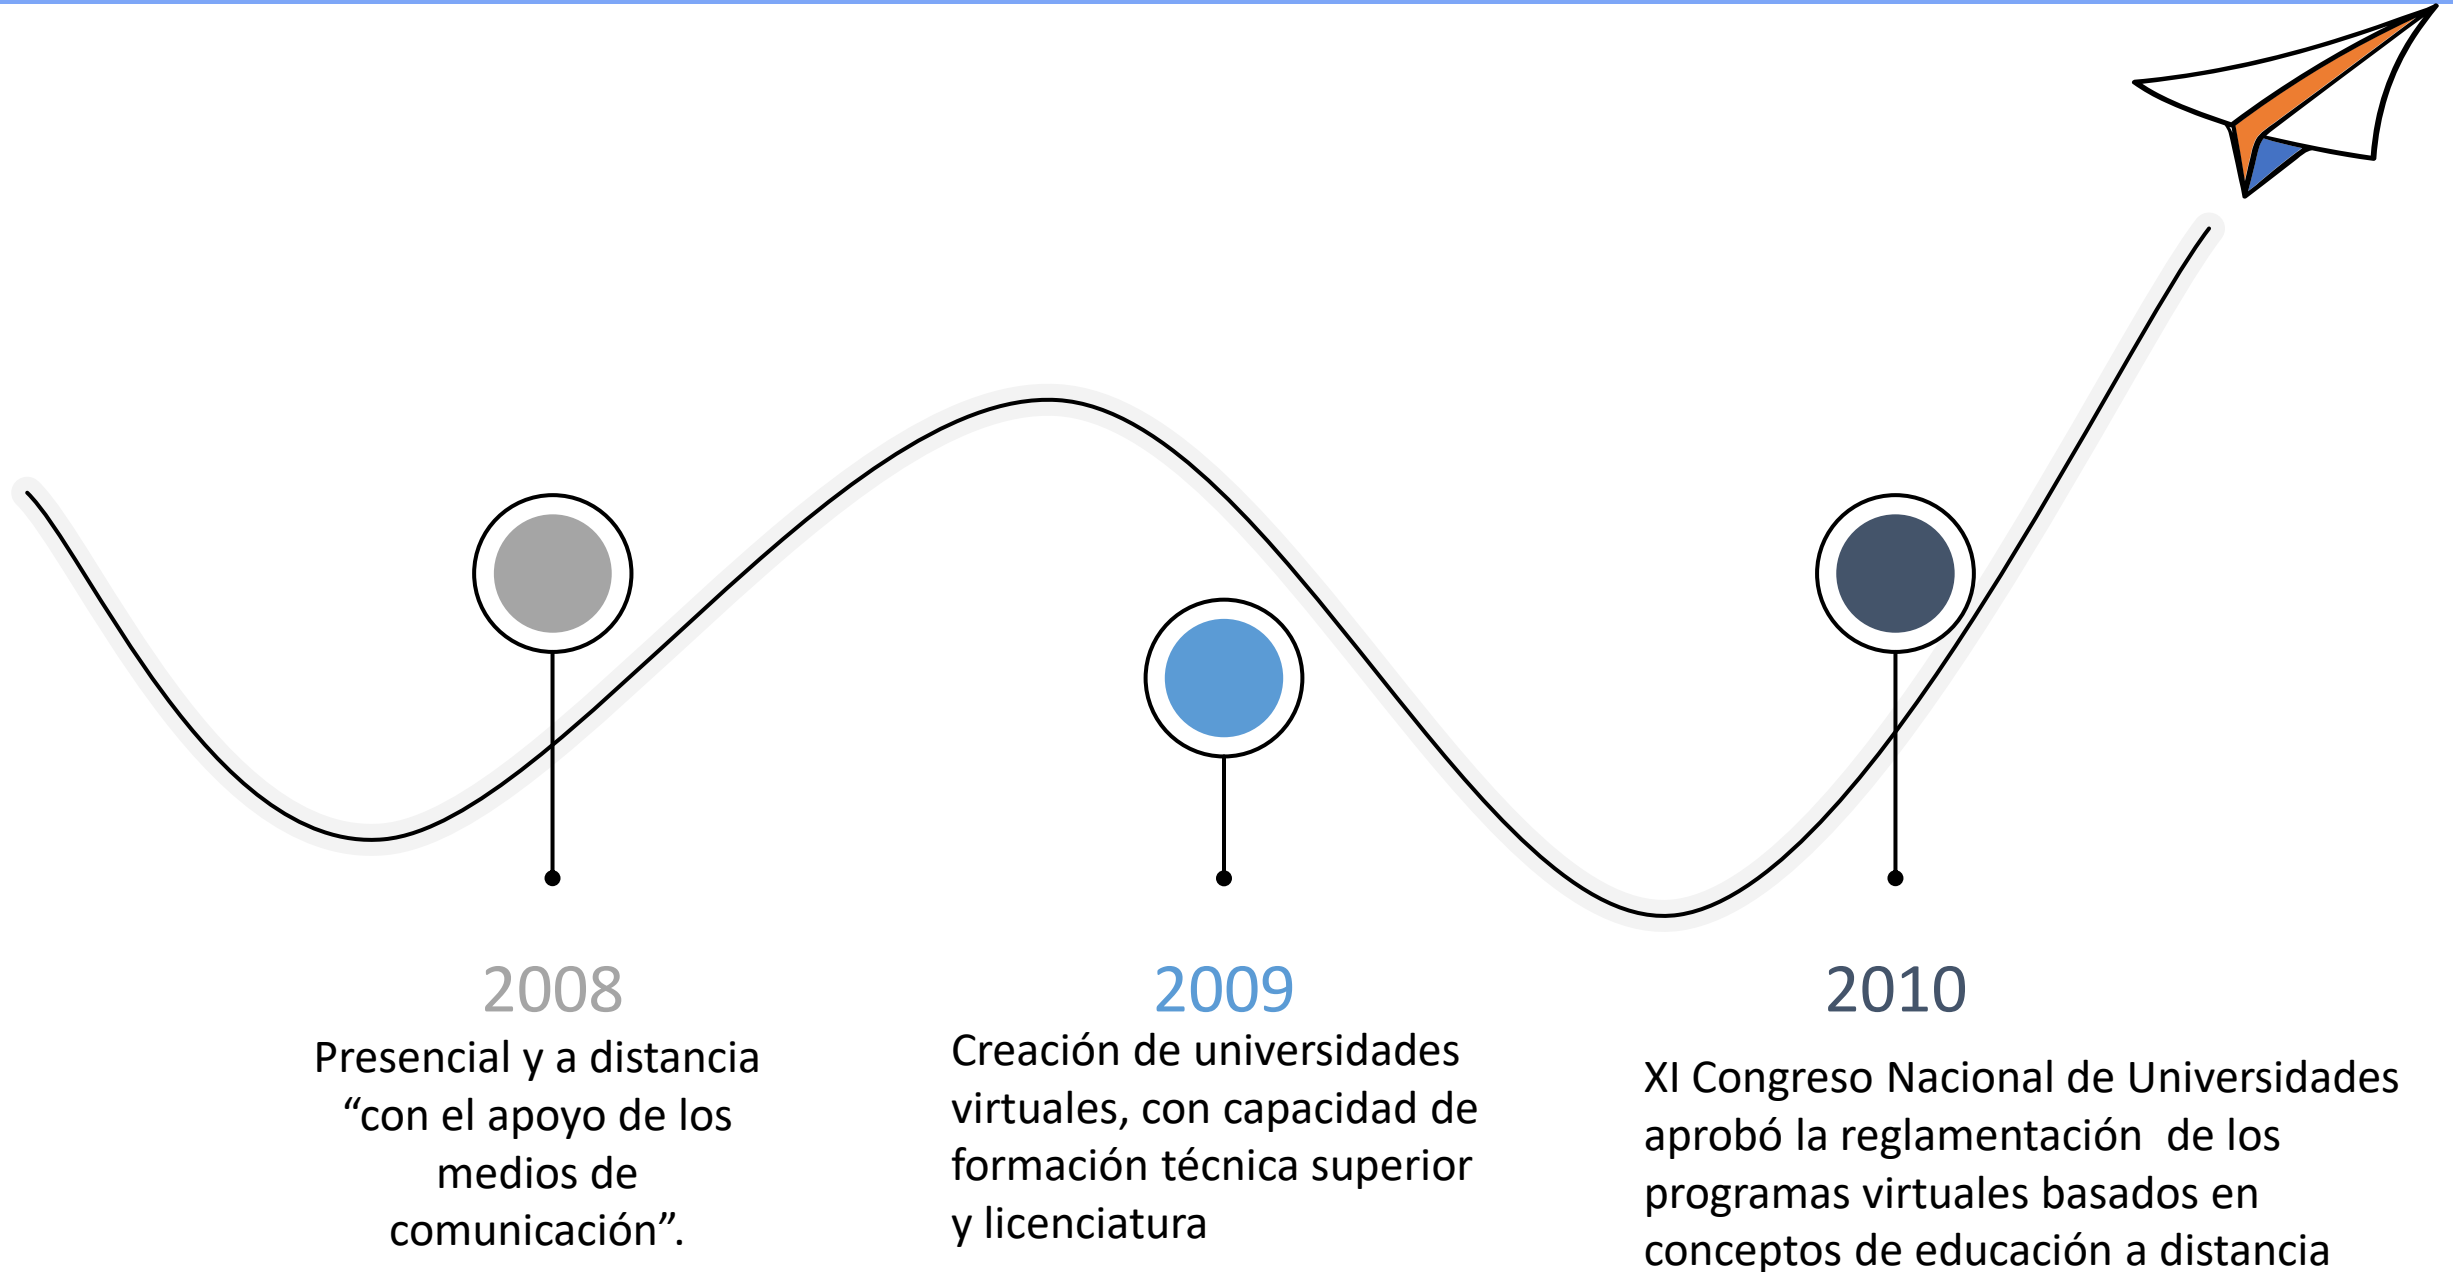 2008
Presencial y a distancia
“con el apoyo de los
medios de
comunicación”.
2009
Creación de universidades
virtuales, con capacidad de
formación técnica superior
y licenciatura
2010
XI Congreso Nacional de Universidades
aprobó la reglamentación  de los
programas virtuales basados en
conceptos de educación a distancia